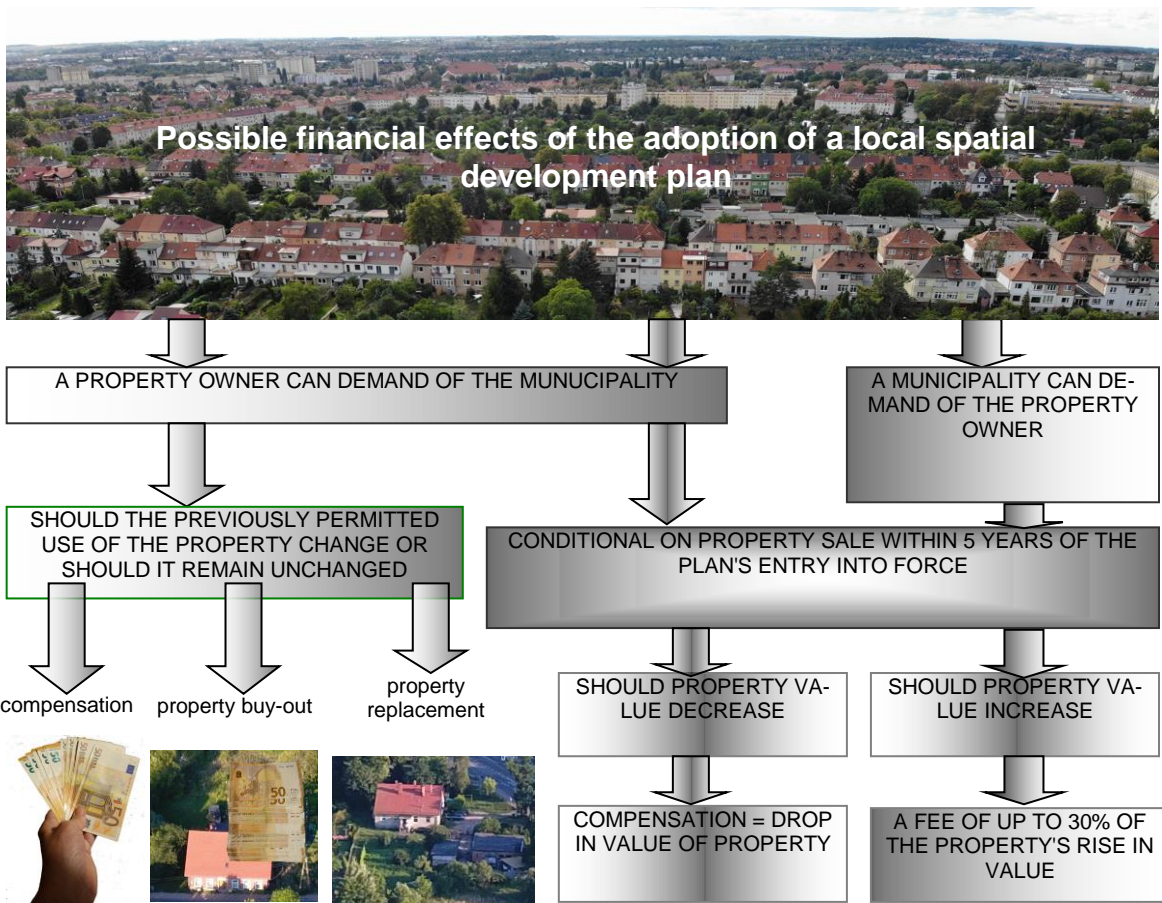 Possible financial effects of the adoption of a local spatial
development plan
A PROPERTY OWNER CAN DEMAND OF THE MUNUCIPALITY
A MUNICIPALITY CAN DE-
MAND OF THE PROPERTY
OWNER
SHOULD THE PREVIOUSLY PERMITTED
USE OF THE PROPERTY CHANGE OR
SHOULD IT REMAIN UNCHANGED
CONDITIONAL ON PROPERTY SALE WITHIN 5 YEARS OF THE
PLAN'S ENTRY INTO FORCE
compensation
property buy-out
property
replacement
SHOULD PROPERTY VA-
LUE DECREASE
SHOULD PROPERTY VA-
LUE INCREASE
COMPENSATION = DROP
IN VALUE OF PROPERTY
A FEE OF UP TO 30% OF
THE PROPERTY'S RISE IN
VALUE
50
50